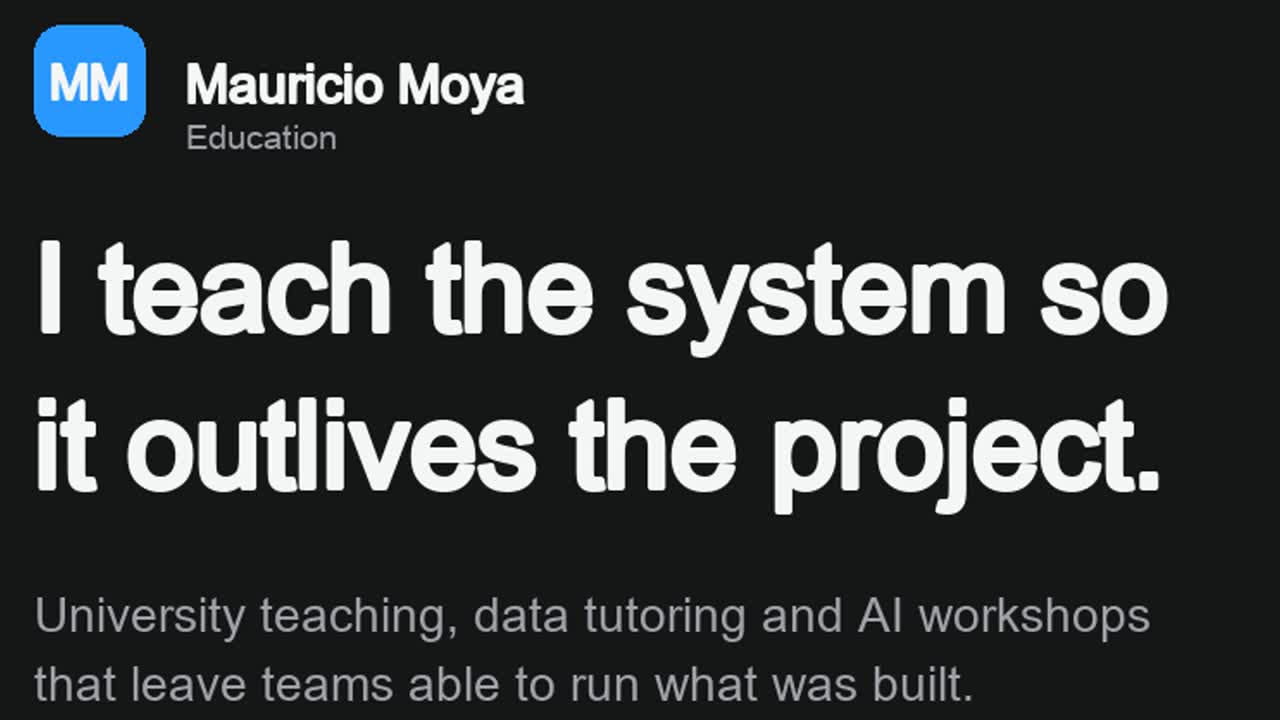 MM
Mauricio Moya
Education
I teach the system so
it outlives the project.
University teaching, data tutoring and AI workshops
that leave teams able to run what was built.